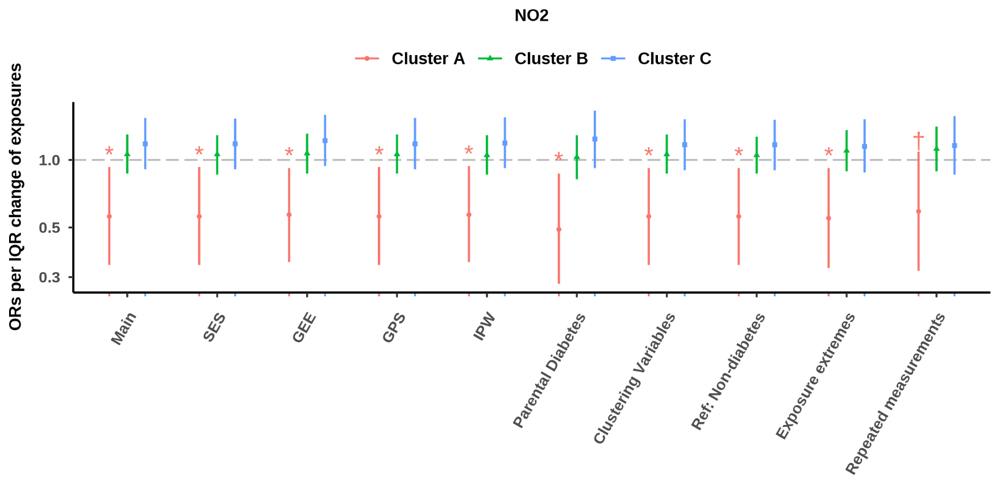 NO2
Cluster A Cluster B Cluster C
ORs per IQR change of exposures
1.0
0.5
0.3
* * * * * * * * * †
Main
SES
GEE
GPS
IPW
Parental Diabetes
Clustering Variables
Ref: Non-diabetes
Exposure extremes
Repeated measurements